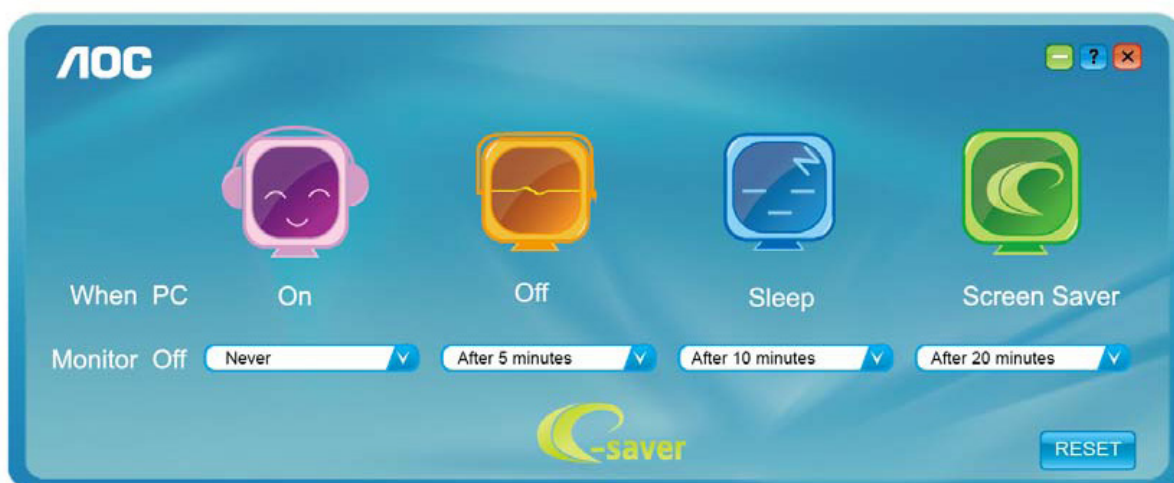 AOC
?
When PC On Off Sleep Screen Saver
Monitor Off Never After 5 minutes After 10 minutes After 20 minutes
e-saver
RESET